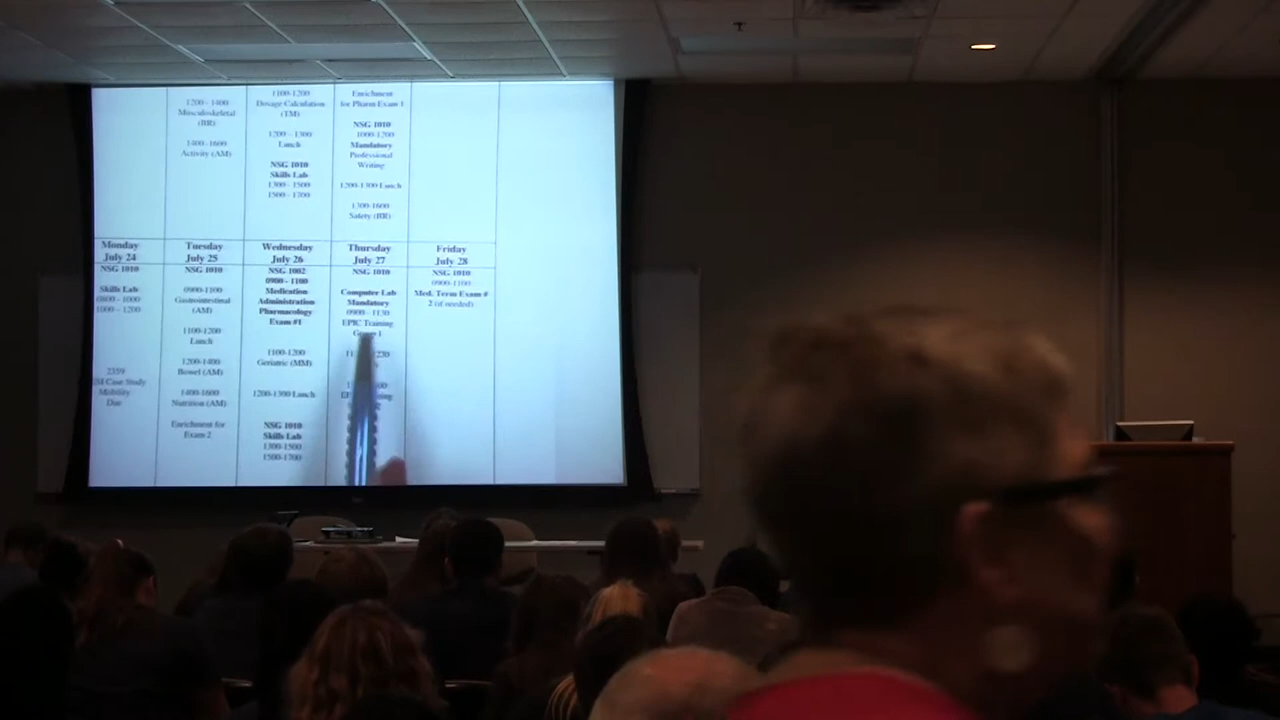 1200 - 1400
Musculoskeletal
(BR)
1400-1600
Activity (AM)
1100-1200
Dosage Calculation
(TM)
1200 - 1300
Lunch
NSG 1010
Skills Lab
1300 - 1500
1500 - 1700
Enrichment
for Pharm Exam 1
NSG 1010
1000-1200
Mandatory
Professional
Writing
1200-1300 Lunch
1300-1600
Safety (BR)
Monday
July 24
Tuesday
July 25
Wednesday
July 26
Thursday
July 27
Friday
July 28
NSG 1010
Skills Lab
0800 - 1000
1000 - 1200
2359
Case Study
Mobility
Due
NSG 1010
0900-1100
Gastrointestinal
(AM)
1100-1200
Lunch
1200-1400
Bowel (AM)
1400-1600
Nutrition (AM)
Enrichment for
Exam 2
NSG 1002
0900 - 1100
Medication
Administration
Pharmacology
Exam #1
1100-1200
Geriatric (MM)
1200-1300 Lunch
NSG 1010
Skills Lab
1300-1500
1500-1700
NSG 1010
Computer Lab
Mandatory
0900 - 1130
EPIC Training
NSG 1010
0900-1100
Med. Term Exam #
2 (if needed)